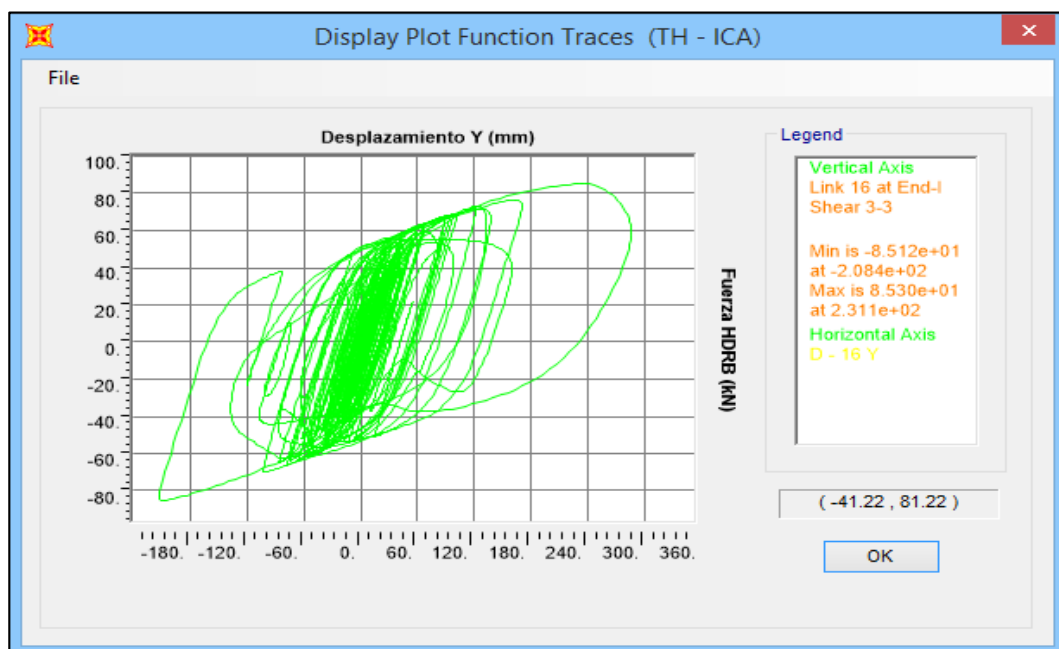 Display Plot Function Traces (TH - ICA)
File
Desplazamiento Y (mm)
100.
80.
60.
40.
20.
0.
-20.
-40.
-60.
-80.
-180. -120. -60. 0. 60. 120. 180. 240. 300. 360.
Fuerza HDRB (kN)
Legend
Vertical Axis
Link 16 at End-I
Shear 3-3
Min is -8.512e+01
at -2.084e+02
Max is 8.530e+01
at 2.311e+02
Horizontal Axis
D - 16 Y
( -41.22 , 81.22 )
OK